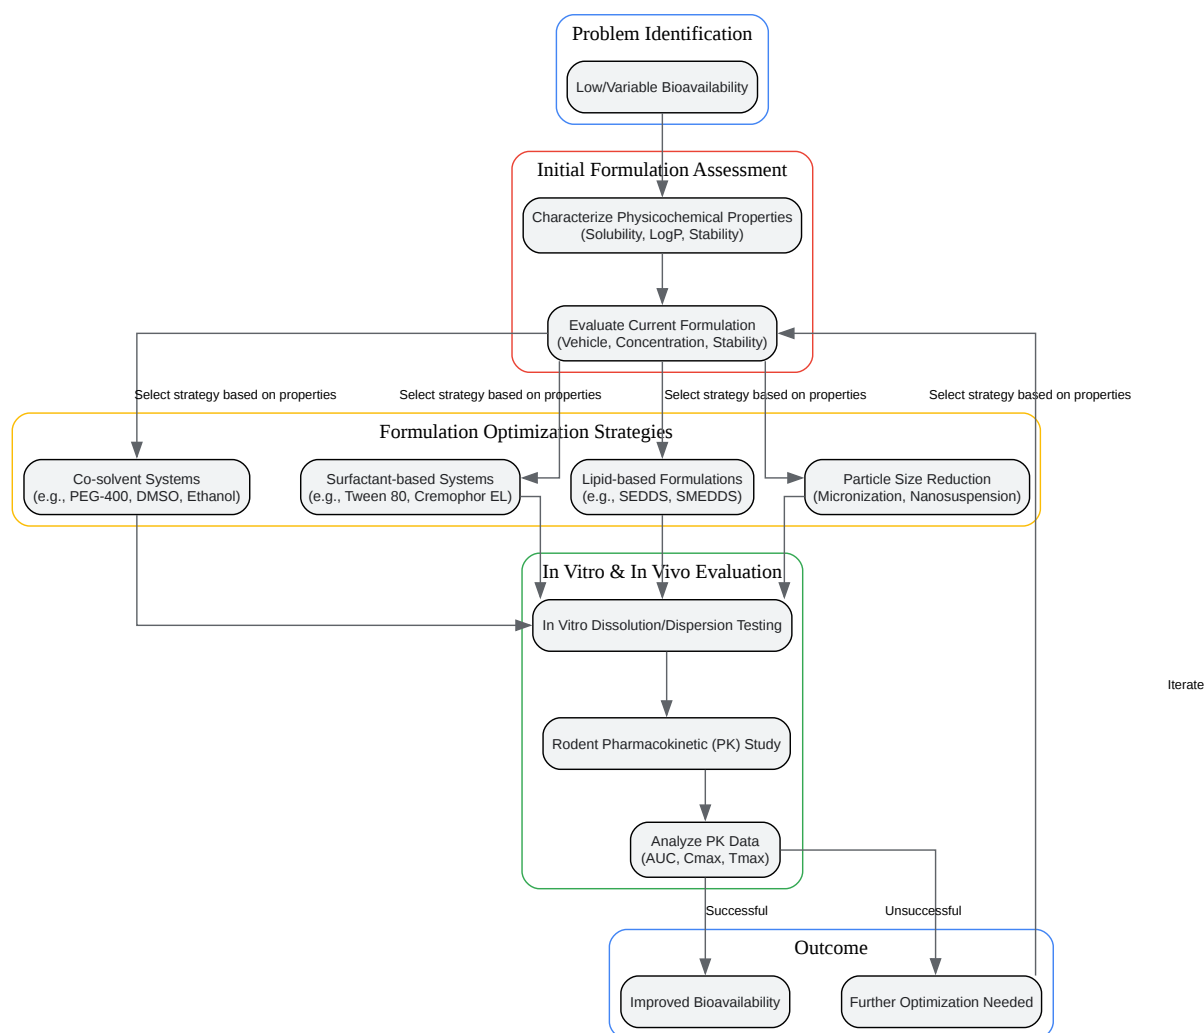 Problem Identification
Low/Variable Bioavailability
Initial Formulation Assessment
Characterize Physicochemical Properties
(Solubility, LogP, Stability)
Evaluate Current Formulation
(Vehicle, Concentration, Stability)
Select strategy based on properties
Select strategy based on properties
Select strategy based on properties
Select strategy based on properties
Formulation Optimization Strategies
Co-solvent Systems
(e.g., PEG-400, DMSO, Ethanol)
Surfactant-based Systems
(e.g., Tween 80, Cremophor EL)
Lipid-based Formulations
(e.g., SEDDS, SMEDDS)
Particle Size Reduction
(Micronization, Nanosuspension)
In Vitro & In Vivo Evaluation
In Vitro Dissolution/Dispersion Testing
Iterate
Rodent Pharmacokinetic (PK) Study
Analyze PK Data
(AUC, Cmax, Tmax)
Successful
Unsuccessful
Outcome
Improved Bioavailability
Further Optimization Needed